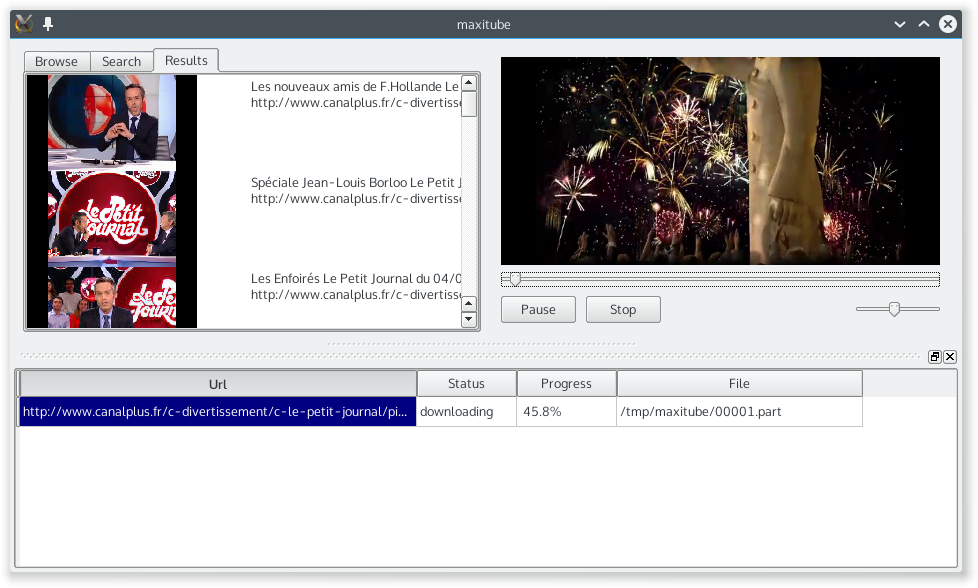 maxitube
Browse
Search
Results
Les nouveaux amis de F.Hollande Le
http://www.canalplus.fr/c-divertisse
Spéciale Jean-Louis Borloo Le Petit J
http://www.canalplus.fr/c-divertisse
Le Petit
Journal
Les Enfoirés Le Petit Journal du 04/0
http://www.canalplus.fr/c-divertisse
Pause
Stop
Url
Status
Progress
File
http://www.canalplus.fr/c-divertissement/c-le-petit-journal/pi...
downloading
45.8%
/tmp/maxitube/00001.part